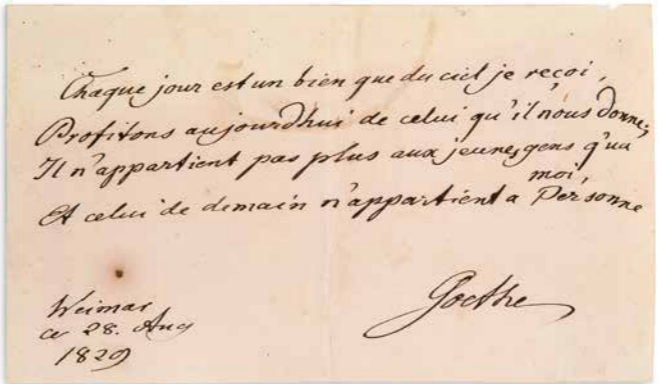 Chaque jour est un bien que du ciel je reçoi,
Profitons aujourdhui de celui qu'il nous donne;
Il n'appartient pas plus aux jeunes gens qu'a
moi,
Et celui de demain n'appartient a Personne
Weimar
ce 28. Aug
1829
Goethe